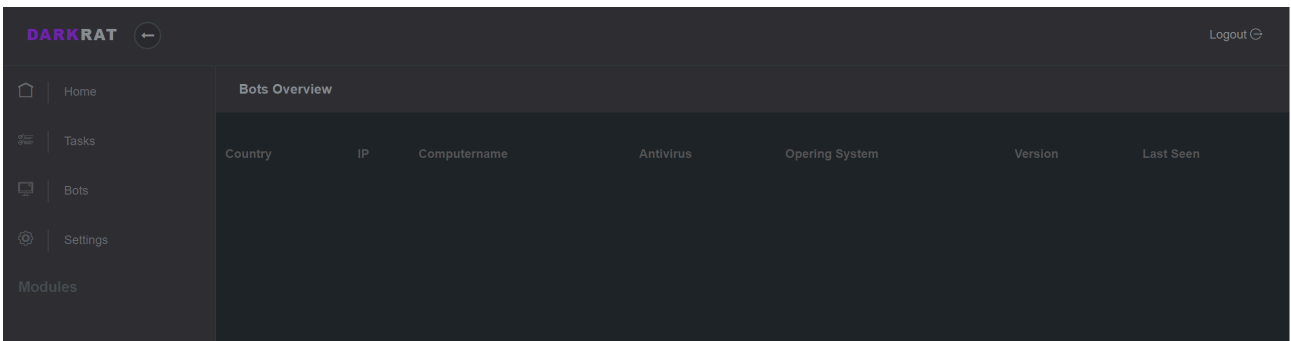 DARKRAT
Logout
Home
Bots Overview
Tasks
Country IP Computername Antivirus Opering System Version Last Seen
Bots
Settings
Modules